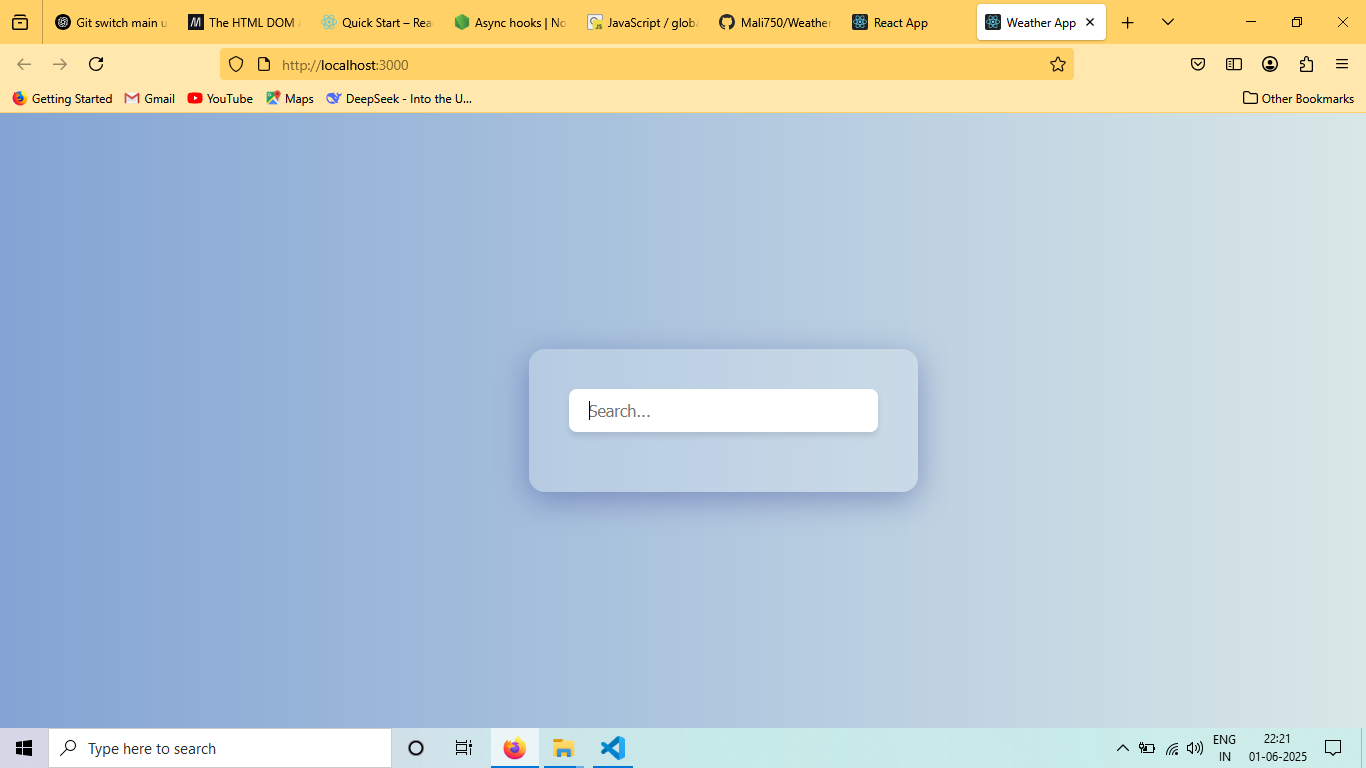 Git switch main u
The HTML DOM
Quick Start – Rea
Async hooks | No
JavaScript / glob
Mali750/Weather
React App
Weather App
http://localhost:3000
Getting Started
Gmail
YouTube
Maps
DeepSeek - Into the U...
Other Bookmarks
Search...
Type here to search
ENG
IN
22:21
01-06-2025